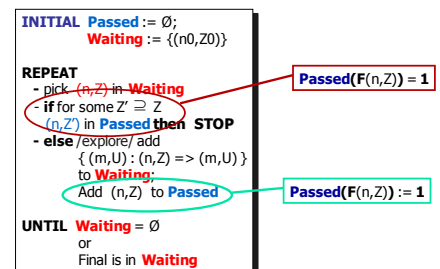 INITIAL Passed := Ø;
Waiting := {(n0,Z0)}
REPEAT
- pick (n,Z) in Waiting
- if for some Z' ⊇ Z
(n,Z') in Passed then STOP
- else /explore/ add
{ (m,U) : (n,Z) => (m,U) }
to Waiting;
Add (n,Z) to Passed
UNTIL Waiting = Ø
or
Final is in Waiting
Passed(F(n,Z)) = 1
Passed(F(n,Z)) := 1